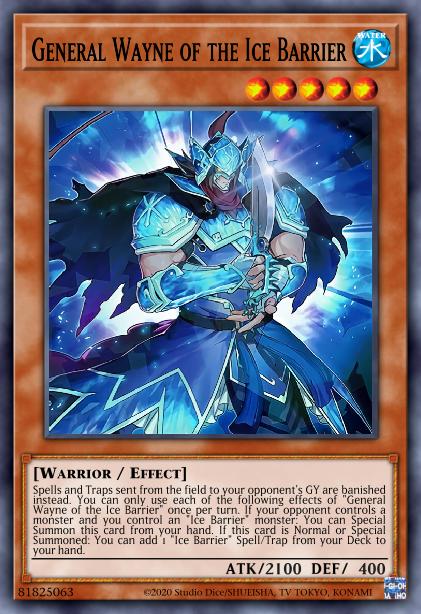 GENERAL WAYNE OF THE ICE BARRIER
WATER
水
[WARRIOR / EFFECT]
Spells and Traps sent from the field to your opponent's GY are banished
instead. You can only use each of the following effects of "General
Wayne of the Ice Barrier" once per turn. If your opponent controls a
monster and you control an "Ice Barrier" monster: You can Special
Summon this card from your hand. If this card is Normal or Special
Summoned: You can add 1 "Ice Barrier" Spell/Trap from your Deck to
your hand.
ATK/2100 DEF/ 400
81825063
©2020 Studio Dice/SHUEISHA, TV TOKYO, KONAMI